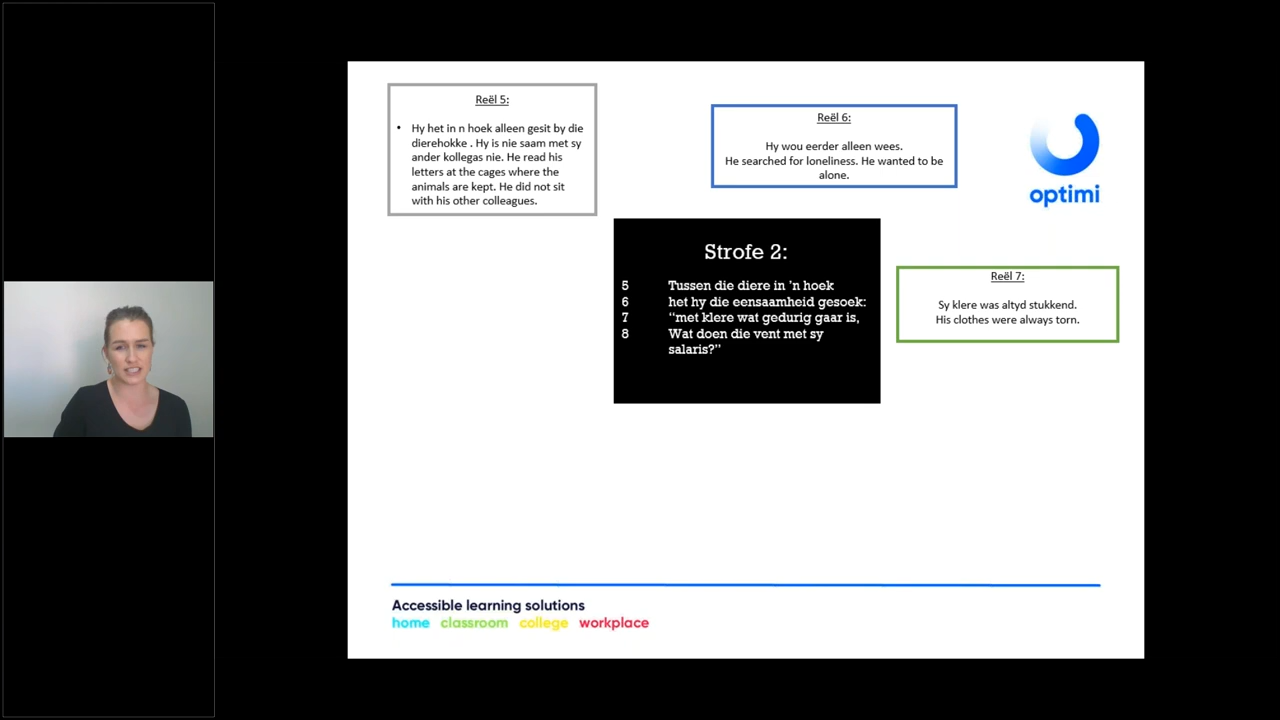 Reël 5:
• Hy het in n hoek alleen gesit by die
dierehokke . Hy is nie saam met sy
ander kollegas nie. He read his
letters at the cages where the
animals are kept. He did not sit
with his other colleagues.
Reël 6:
Hy wou eerder alleen wees.
He searched for loneliness. He wanted to be
alone.
optimi
Strofe 2:
5 Tussen die diere in 'n hoek
6 het hy die eensaamheid gesoek:
7 “met klere wat gedurig gaar is,
8 Wat doen die vent met sy
salaris?”
Reël 7:
Sy klere was altyd stukkend.
His clothes were always torn.
Accessible learning solutions
home classroom college workplace